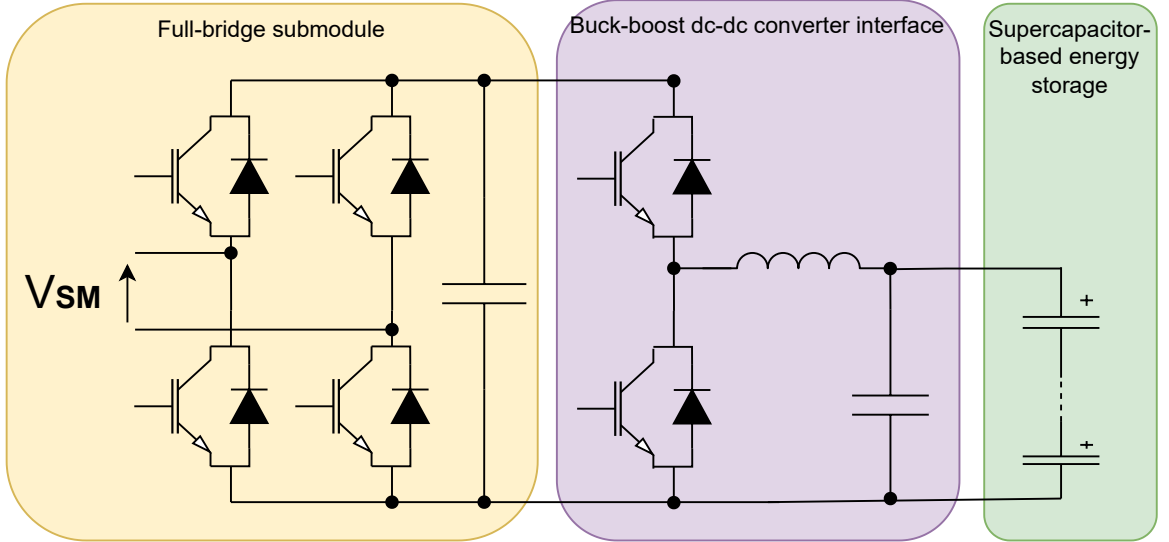 Full-bridge submodule
Buck-boost dc-dc converter interface
Supercapacitor-
based energy
storage
VSM
+
+